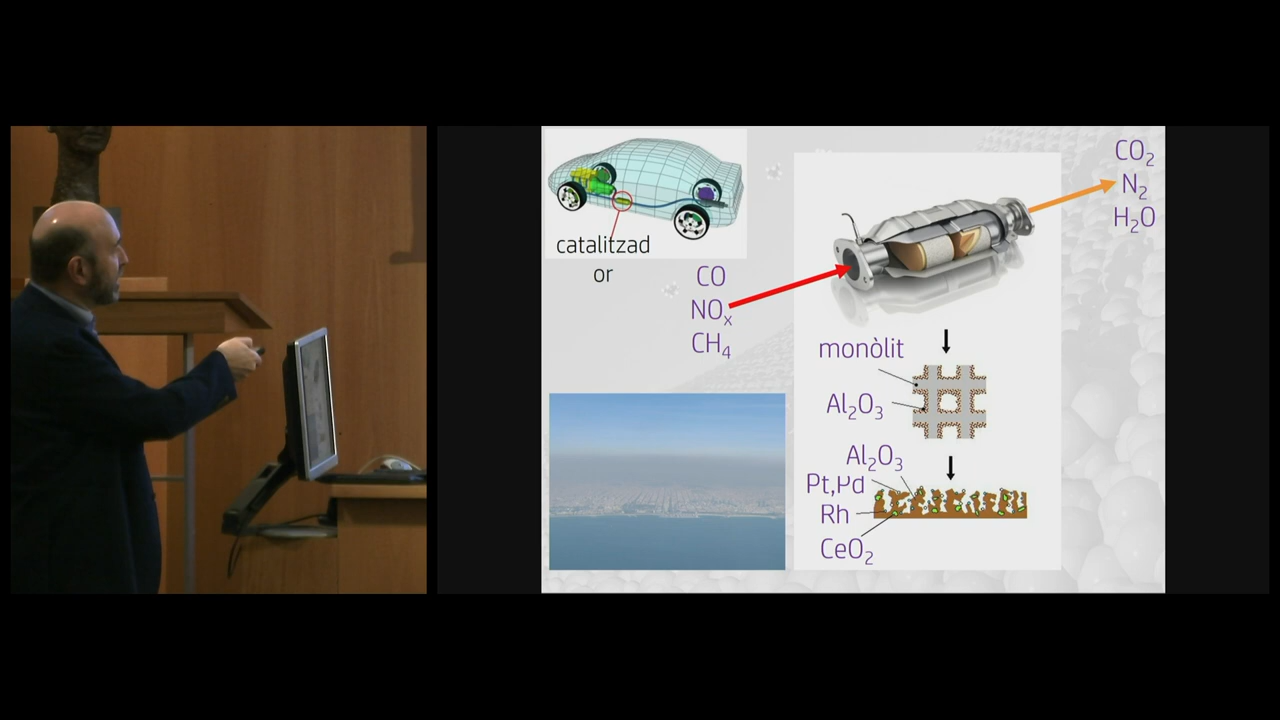 catalitzad
or
CO
NOₓ
CH₄
CO₂
N₂
H₂O
monòlit
Al₂O₃
Al₂O₃
Pt,Pd
Rh
CeO₂